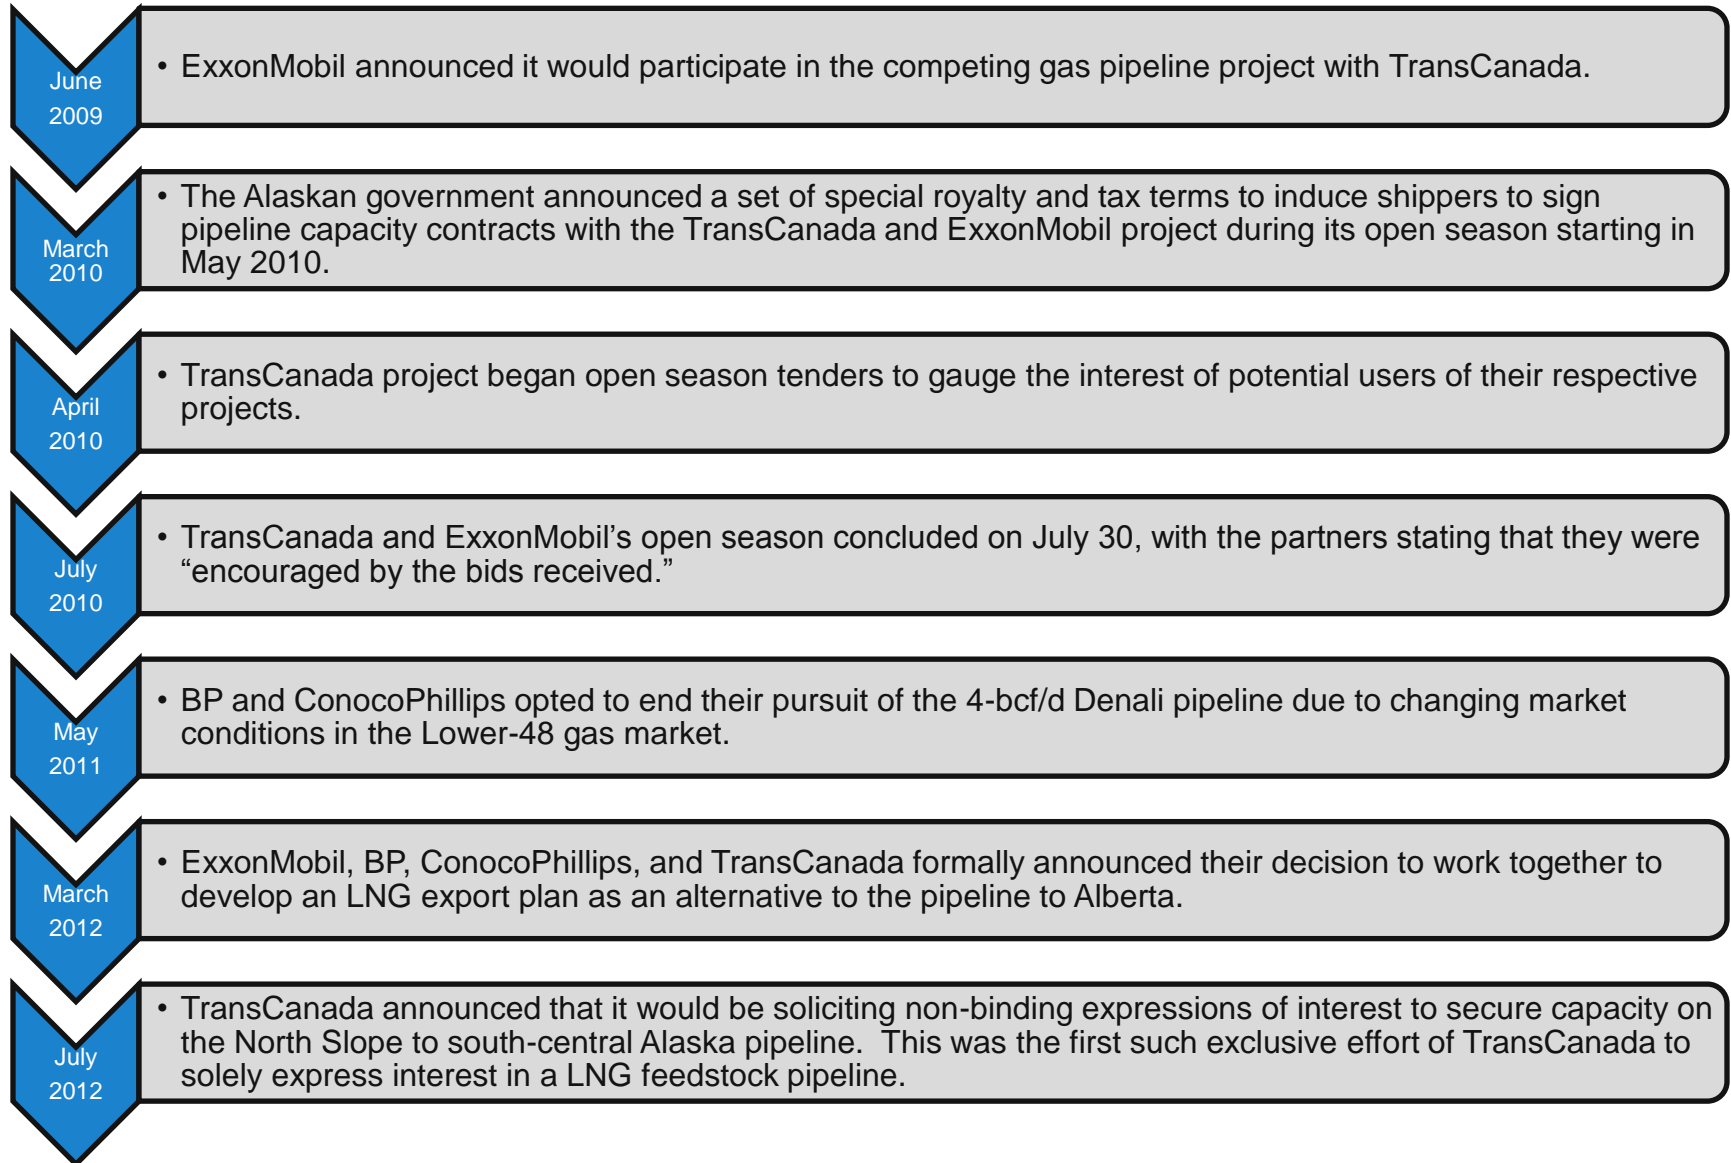 June
2009
• ExxonMobil announced it would participate in the competing gas pipeline project with TransCanada.
March
2010
• The Alaskan government announced a set of special royalty and tax terms to induce shippers to sign
pipeline capacity contracts with the TransCanada and ExxonMobil project during its open season starting in
May 2010.
April
2010
• TransCanada project began open season tenders to gauge the interest of potential users of their respective
projects.
July
2010
• TransCanada and ExxonMobil’s open season concluded on July 30, with the partners stating that they were
“encouraged by the bids received.”
May
2011
• BP and ConocoPhillips opted to end their pursuit of the 4-bcf/d Denali pipeline due to changing market
conditions in the Lower-48 gas market.
March
2012
• ExxonMobil, BP, ConocoPhillips, and TransCanada formally announced their decision to work together to
develop an LNG export plan as an alternative to the pipeline to Alberta.
July
2012
• TransCanada announced that it would be soliciting non-binding expressions of interest to secure capacity on
the North Slope to south-central Alaska pipeline.  This was the first such exclusive effort of TransCanada to
solely express interest in a LNG feedstock pipeline.